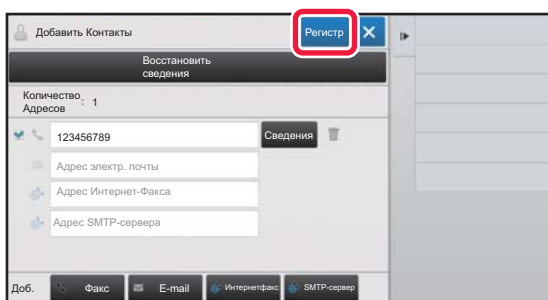 Добавить Контакты
Регистр
Восстановить
сведения
Количество
Адресов : 1
123456789
Сведения
Адрес электр. почты
Адрес Интернет-Факса
Адрес SMTP-сервера
Доб.
Факс
E-mail
Интернетфакс
SMTP-сервер